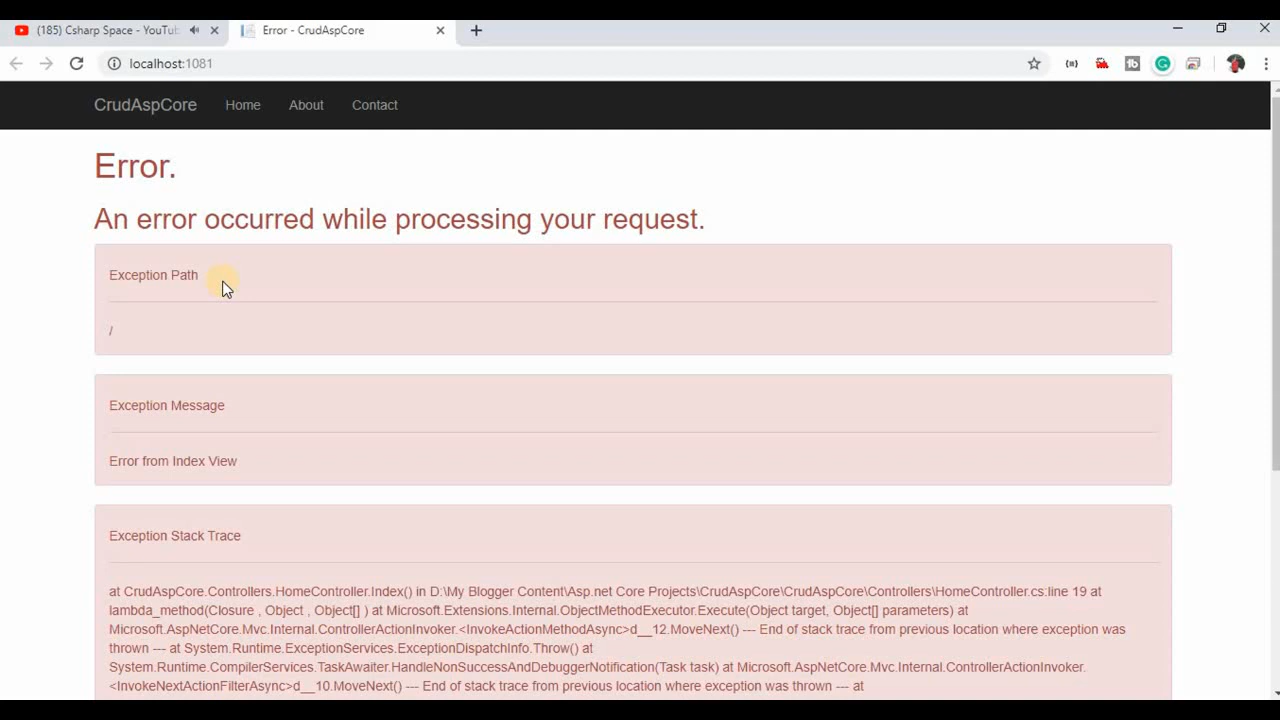 (185) Csharp Space - YouTu
Error - CrudAspCore
localhost:1081
CrudAspCore Home About Contact
Error.
An error occurred while processing your request.
Exception Path
/
Exception Message
Error from Index View
Exception Stack Trace
at CrudAspCore.Controllers.HomeController.Index() in D:\My Blogger Content\Asp.net Core Projects\CrudAspCore\CrudAspCore\Controllers\HomeController.cs:line 19 at
lambda_method(Closure , Object , Object[] ) at Microsoft.Extensions.Internal.ObjectMethodExecutor.Execute(Object target, Object[] parameters) at
Microsoft.AspNetCore.Mvc.Internal.ControllerActionInvoker.<InvokeActionMethodAsync>d__12.MoveNext() --- End of stack trace from previous location where exception was
thrown --- at System.Runtime.ExceptionServices.ExceptionDispatchInfo.Throw() at
System.Runtime.CompilerServices.TaskAwaiter.HandleNonSuccessAndDebuggerNotification(Task task) at Microsoft.AspNetCore.Mvc.Internal.ControllerActionInvoker.
<InvokeNextActionFilterAsync>d__10.MoveNext() --- End of stack trace from previous location where exception was thrown --- at